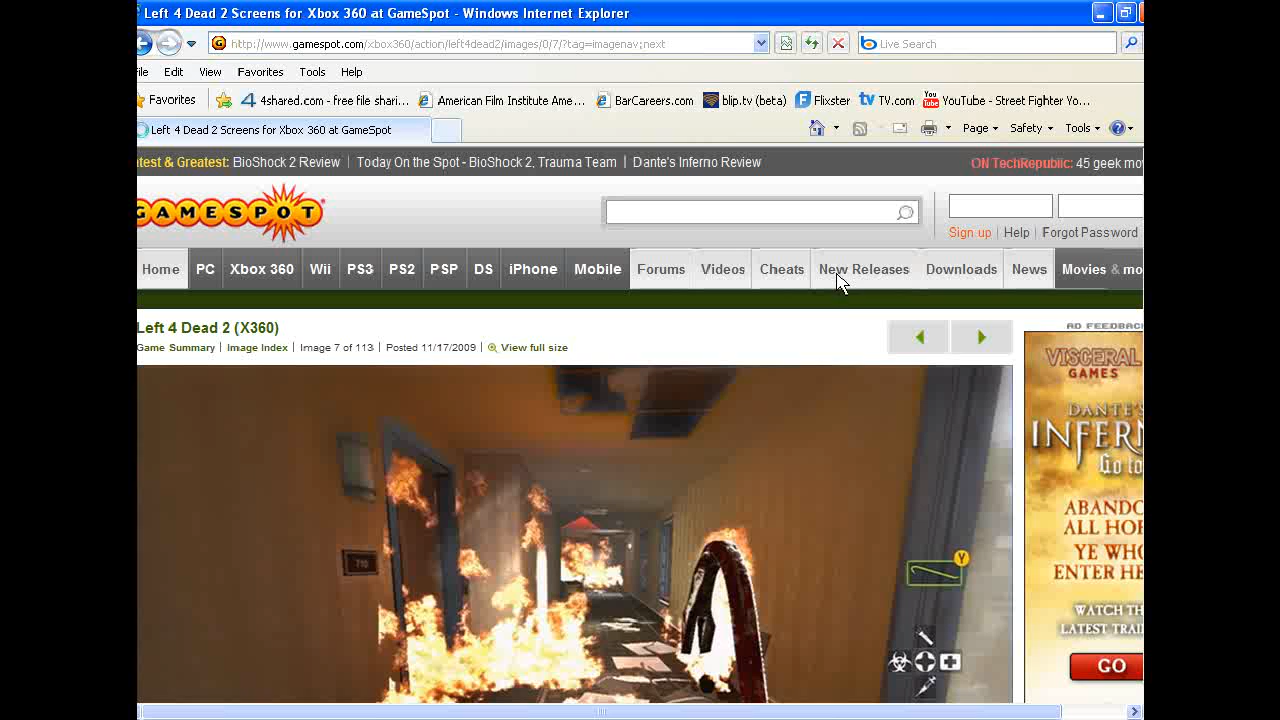 Left 4 Dead 2 Screens for Xbox 360 at GameSpot - Windows Internet Explorer
http://www.gamespot.com/xbox360/action/left4dead2/images/0/7/?tag=imagenav;next
Live Search
ile Edit View Favorites Tools Help
Favorites 4shared.com - free file shari... American Film Institute Ame... BarCareers.com blip.tv (beta) Flixster TV.com YouTube - Street Fighter Yo...
Left 4 Dead 2 Screens for Xbox 360 at GameSpot
Page Safety Tools
atest & Greatest: BioShock 2 Review | Today On the Spot - BioShock 2, Trauma Team | Dante's Inferno Review
ON TechRepublic: 45 geek mo
GAMESPOT
Sign up | Help | Forgot Password
Home PC Xbox 360 Wii PS3 PS2 PSP DS iPhone Mobile Forums Videos Cheats New Releases Downloads News Movies & mo
Left 4 Dead 2 (X360)
Game Summary | Image Index | Image 7 of 113 | Posted 11/17/2009 | View full size
AD FEEDBAC
VISCERAL
GAMES
DANTE'S
INFERN
Go to
ABANDO
ALL HOP
YE WHO
ENTER HE
WATCH TH
LATEST TRAI
GO
710
Y